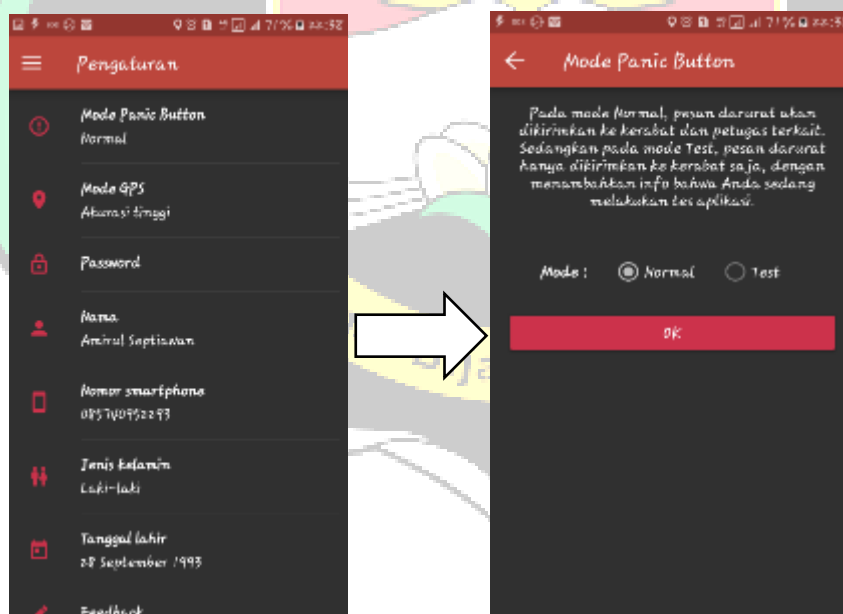 Pengaturan
Mode Panic Button
Normal
Mode GPS
Akurasi tinggi
Password
Nama
Amirul Septiawan
Nomor smartphone
Jenis kelamin
Laki-laki
Tanggal lahir
28 September 1993
Feedback
Mode Panic Button
Pada mode Normal, pesan darurat akan
dikirimkan ke kerabat dan petugas terkait.
Sedangkan pada mode Test, pesan darurat
hanya dikirimkan ke kerabat saja, dengan
menambahkan info bahwa Anda sedang
melakukan tes aplikasi.
Mode : Normal Test
OK